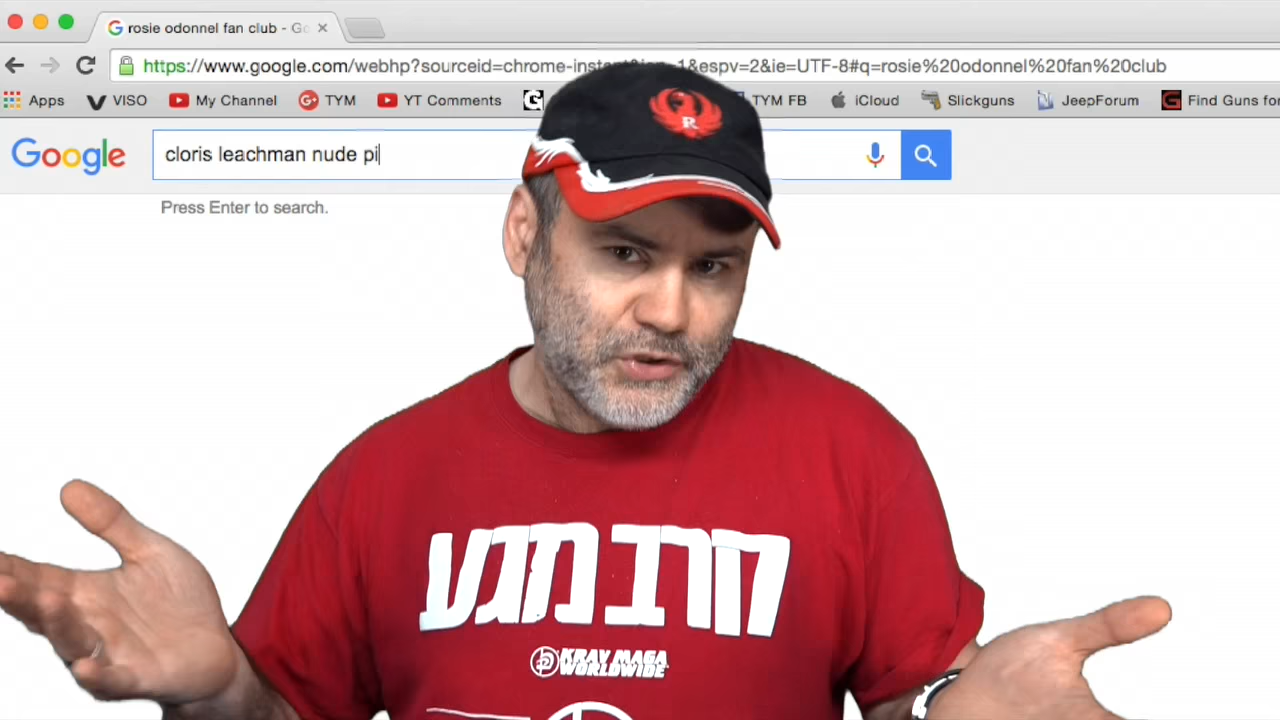 rosie odonnel fan club - Go
https://www.google.com/webhp?sourceid=chrome-instant&ion=1&espv=2&ie=UTF-8#q=rosie%20odonnel%20fan%20club
Apps VISO My Channel TYM YT Comments TYM FB iCloud Slickguns JeepForum Find Guns for
Google cloris leachman nude pi
Press Enter to search.
R
קרב מגע
KRAV MAGA
WORLDWIDE